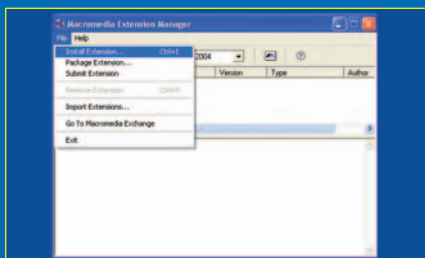 Macromedia Extension Manager
File Help
Install Extension... Ctrl+I
Package Extension...
Submit Extension
Remove Extension Ctrl+R
Import Extensions...
Go To Macromedia Exchange
Exit
2004
Version Type Author